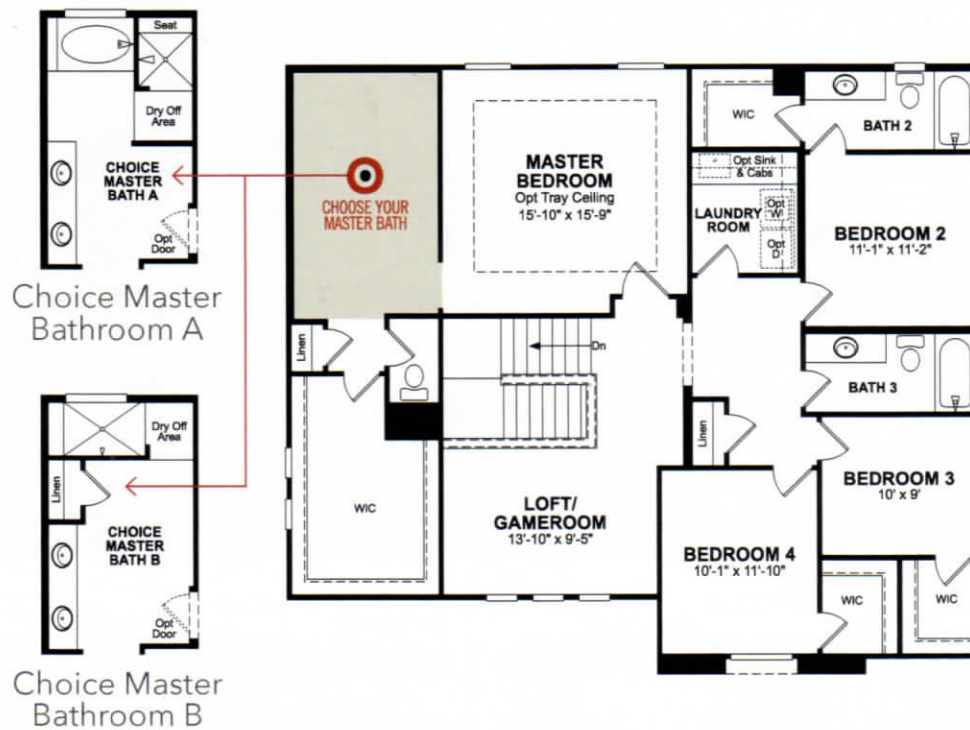 Seat
Dry Off
Area
CHOICE
MASTER
BATH A
Opt
Door
Choice Master
Bathroom A
Dry Off
Area
Linen
CHOICE
MASTER
BATH B
Opt
Door
Choice Master
Bathroom B
CHOOSE YOUR
MASTER BATH
MASTER
BEDROOM
Opt Tray Ceiling
15'-10" x 15'-9"
WIC
BATH 2
Opt Sink
& Cabs
LAUNDRY
ROOM
Opt
W
Opt
D
BEDROOM 2
11'-1" x 11'-2"
Linen
Dn
BATH 3
Linen
WIC
LOFT/
GAMEROOM
13'-10" x 9'-5"
BEDROOM 3
10' x 9'
BEDROOM 4
10'-1" x 11'-10"
WIC
WIC